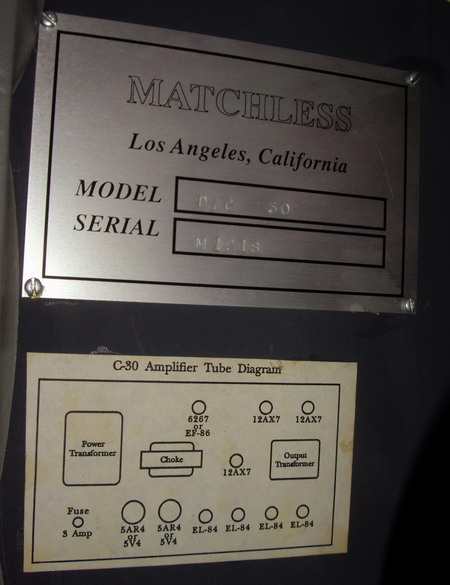 MATCHLESS
Los Angeles, California
MODEL D/C 30
SERIAL M1213
C-30 Amplifier Tube Diagram
6267
or
EF-86
12AX7
12AX7
Power
Transformer
Choke
12AX7
Output
Transformer
Fuse
3 Amp
5AR4
or
5V4
5AR4
or
5V4
EL-84
EL-84
EL-84
EL-84